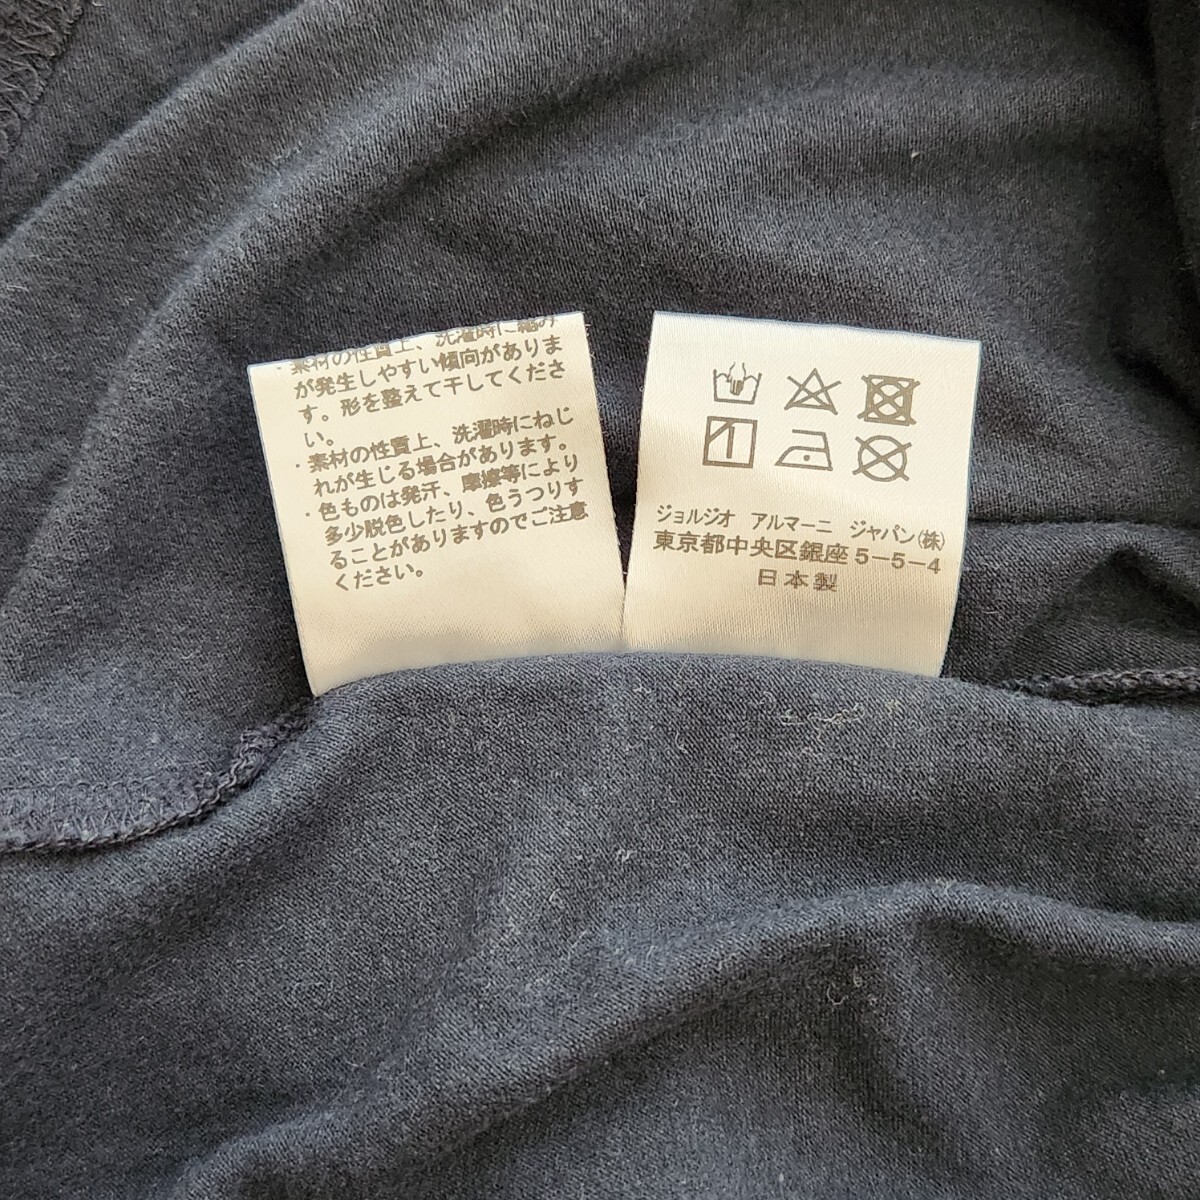 ・素材の性質上、洗濯時に縮み
が発生しやすい傾向がありま
す。形を整えて干してくださ
い。
・素材の性質上、洗濯時にねじ
れが生じる場合があります。
・色ものは発汗、摩擦等により
多少脱色したり、色うつりす
ることがありますのでご注意
ください。
ジョルジオ アルマーニ ジャパン(株)
東京都中央区銀座5-5-4
日本製